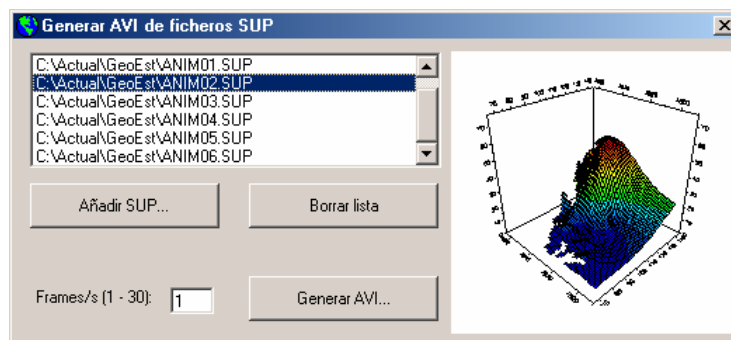 Generar AVI de ficheros SUP
C:\Actual\GeoEst\ANIM01.SUP
C:\Actual\GeoEst\ANIM02.SUP
C:\Actual\GeoEst\ANIM03.SUP
C:\Actual\GeoEst\ANIM04.SUP
C:\Actual\GeoEst\ANIM05.SUP
C:\Actual\GeoEst\ANIM06.SUP
Añadir SUP...
Borrar lista
Frames/s (1 - 30):
1
Generar AVI...